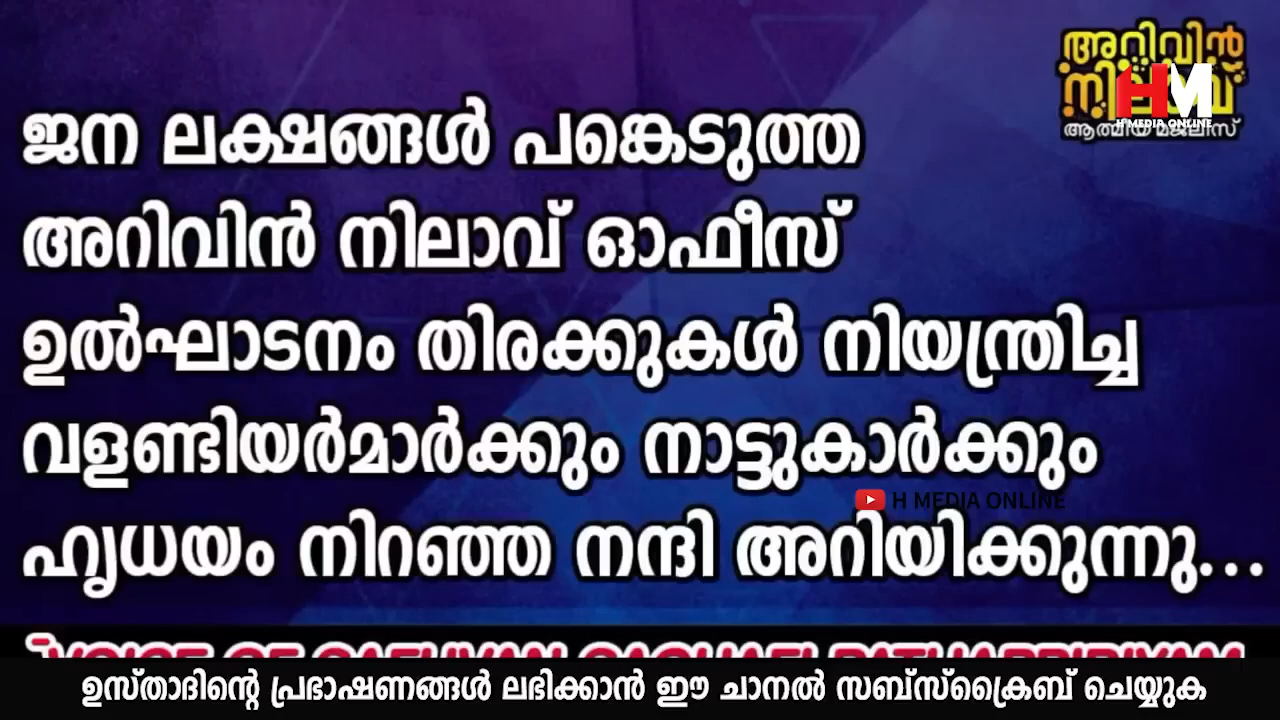 അറിവിൻ
HM
H MEDIA ONLINE
ആത്മീയ മജ്ലിസ്
ജന ലക്ഷങ്ങൾ പങ്കെടുത്ത
അറിവിൻ നിലാവ് ഓഫീസ്
ഉൽഘാടനം തിരക്കുകൾ നിയന്ത്രിച്ച
വളണ്ടിയർമാർക്കും നാട്ടുകാർക്കും
H MEDIA ONLINE
ഹൃധയം നിറഞ്ഞ നന്ദി അറിയിക്കുന്നു...
ഉസ്താദിന്റെ പ്രഭാഷണങ്ങൾ ലഭിക്കാൻ ഈ ചാനൽ സബ്സ്ക്രൈബ് ചെയ്യുക